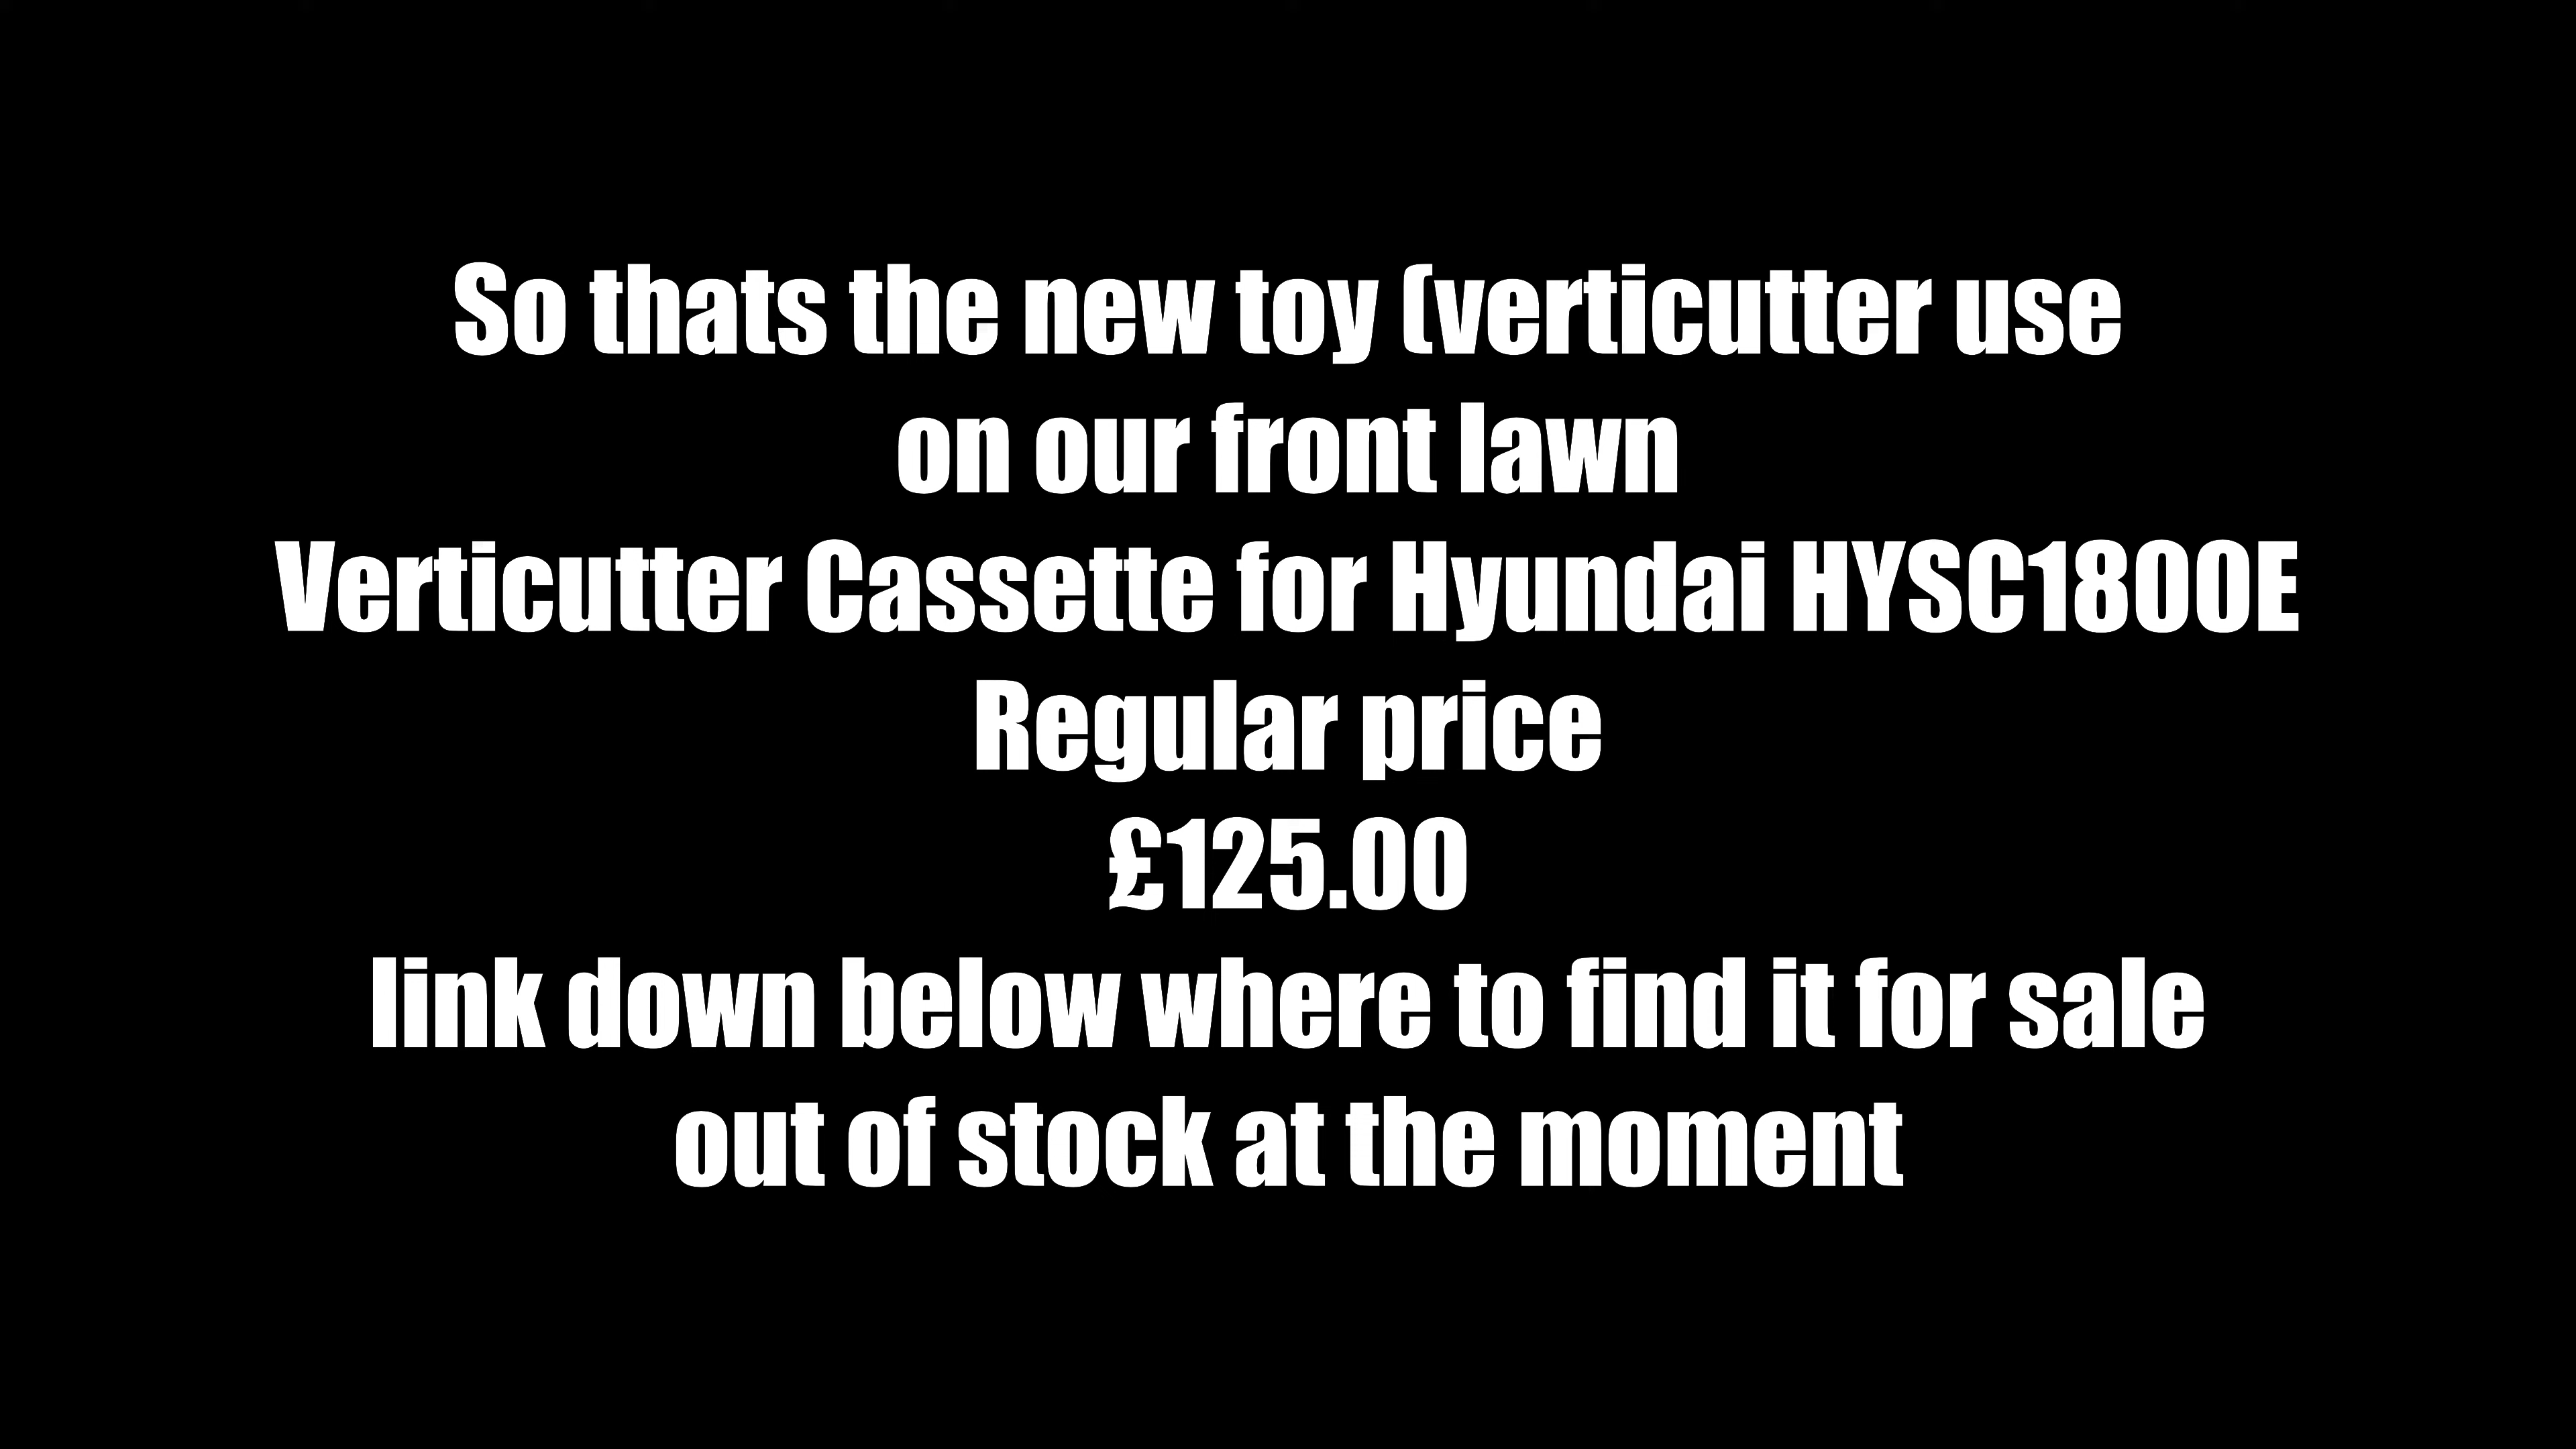 So thats the new toy (verticutter use
on our front lawn
Verticutter Cassette for Hyundai HYSC1800E
Regular price
£125.00
link down below where to find it for sale
out of stock at the moment